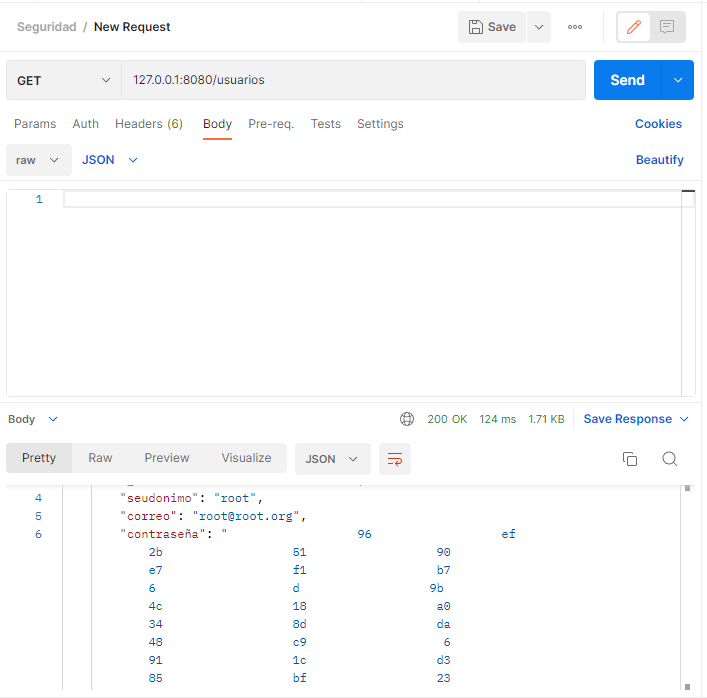 Seguridad / New Request Save
GET 127.0.0.1:8080/usuarios Send
Params Auth Headers (6) Body Pre-req. Tests Settings Cookies
raw JSON Beautify
1
Body 200 OK 124 ms 1.71 KB Save Response
Pretty Raw Preview Visualize JSON
4 "seudonimo": "root",
5 "correo": "root@root.org",
6 "contraseña": " 96 ef
2b 51 90
e7 f1 b7
6 d 9b
4c 18 a0
34 8d da
48 c9 6
91 1c d3
85 bf 23